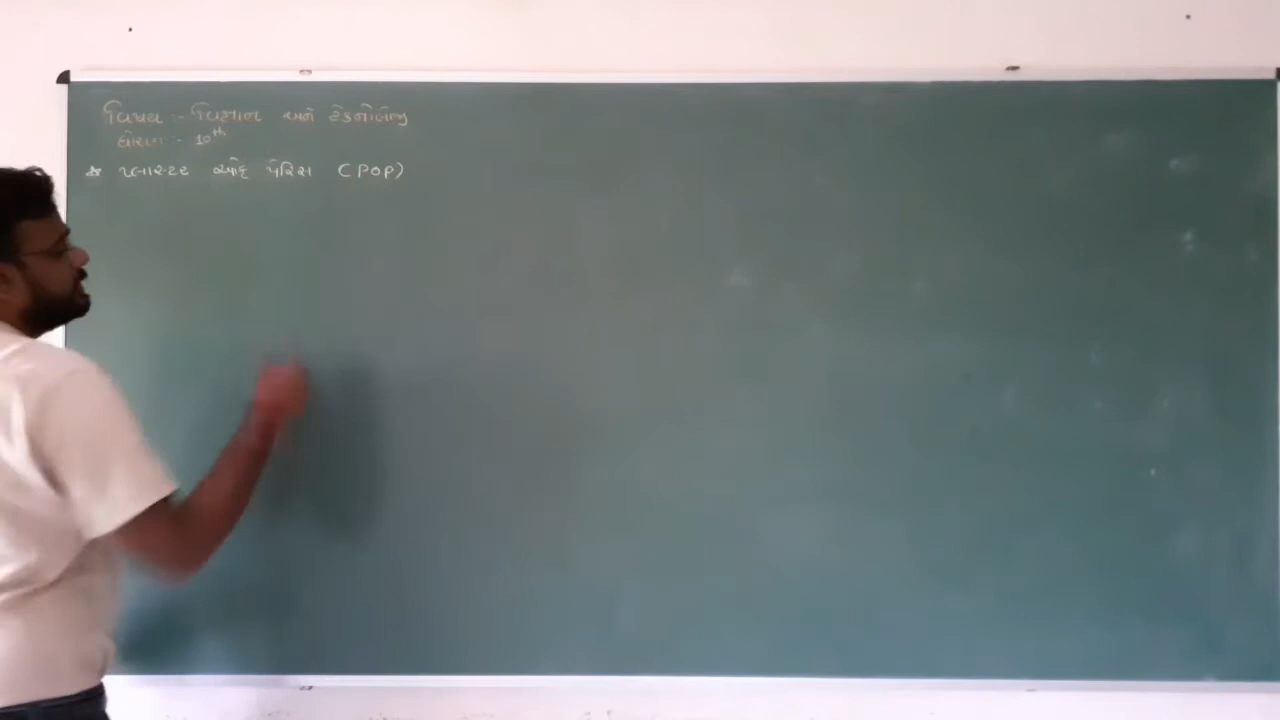 વિષય :- વિજ્ઞાન અને ટેકનોલોજી
ધોરણ :- 10th
* પ્લાસ્ટર ઓફ પેરિસ (POP)